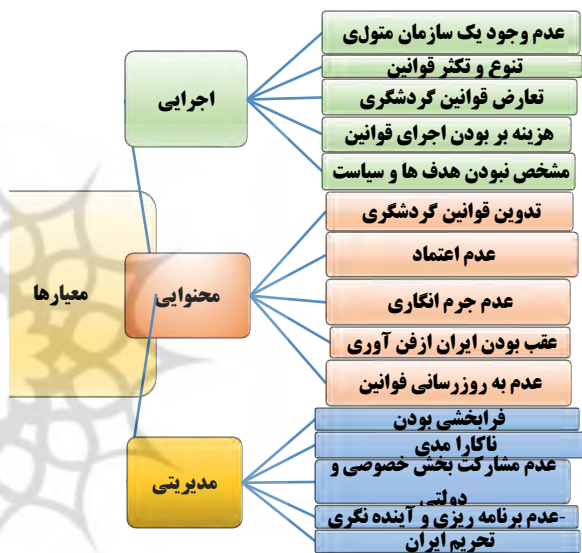 معیارها
اجرایی
عدم وجود یک سازمان متولی
تنوع و تکثر قوانین
تعارض قوانین گردشگری
هزینه بر بودن اجرای قوانین
مشخص نبودن هدف ها و سیاست
محتوایی
تدوین قوانین گردشگری
عدم اعتماد
عدم جرم انگاری
عقب بودن ایران ازفن آوری
عدم به روزرسانی قوانین
مدیریتی
فرابخشی بودن
ناکارا مدی
عدم مشارکت بخش خصوصی و
دولتی
-عدم برنامه ریزی و آینده نگری
تحریم ایران